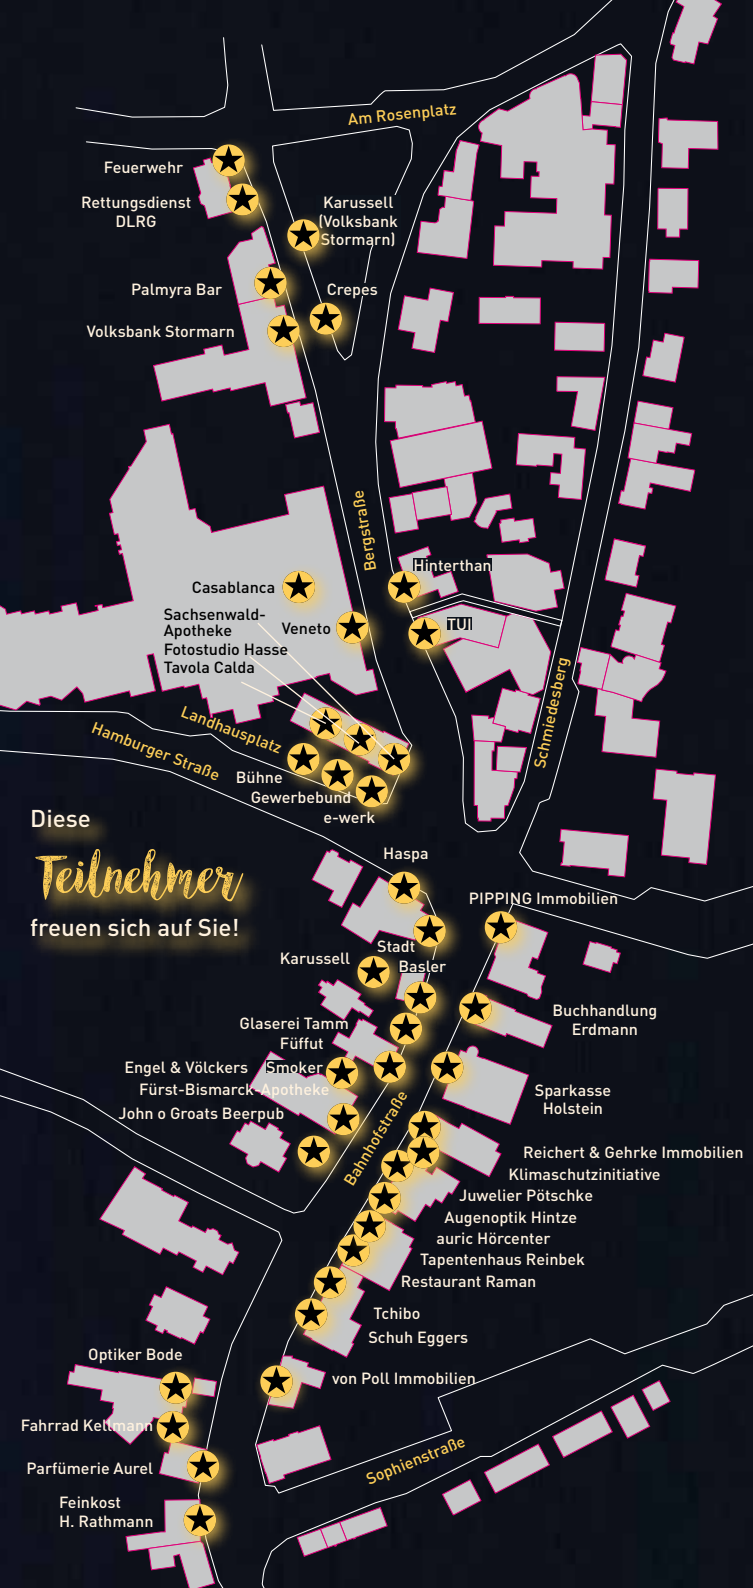 Am Rosenplatz
Feuerwehr
Rettungsdienst
DLRG
Karussell
(Volksbank
Stormarn)
Palmyra Bar
Crepes
Volksbank Stormarn
Bergstraße
Hinterthan
Casablanca
Sachsenwald-
Apotheke
Veneto
TUI
Fotostudio Hasse
Tavola Calda
Schmiedesberg
Landhausplatz
Hamburger Straße
Bühne
Gewerbebund
e-werk
Diese
Teilnehmer
freuen sich auf Sie!
Haspa
PIPPING Immobilien
Stadt
Karussell
Basler
Buchhandlung
Erdmann
Glaserei Tamm
Füffut
Engel & Völckers
Smoker
Fürst-Bismarck-Apotheke
John o Groats Beerpub
Sparkasse
Holstein
Bahnhofstraße
Reichert & Gehrke Immobilien
Klimaschutzinitiative
Juwelier Pötschke
Augenoptik Hintze
auric Hörcenter
Tapentenhaus Reinbek
Restaurant Raman
Tchibo
Schuh Eggers
Optiker Bode
von Poll Immobilien
Fahrrad Kellmann
Sophienstraße
Parfümerie Aurel
Feinkost
H. Rathmann